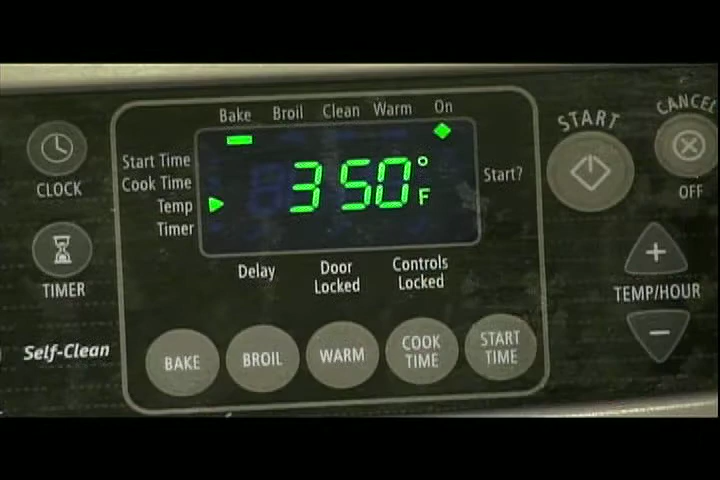 Bake Broil Clean Warm On
START
CANCEL
CLOCK
Start Time
Cook Time
Temp
Timer
350°F
Start?
OFF
TIMER
Delay
Door
Locked
Controls
Locked
TEMP/HOUR
Self-Clean
BAKE
BROIL
WARM
COOK
TIME
START
TIME